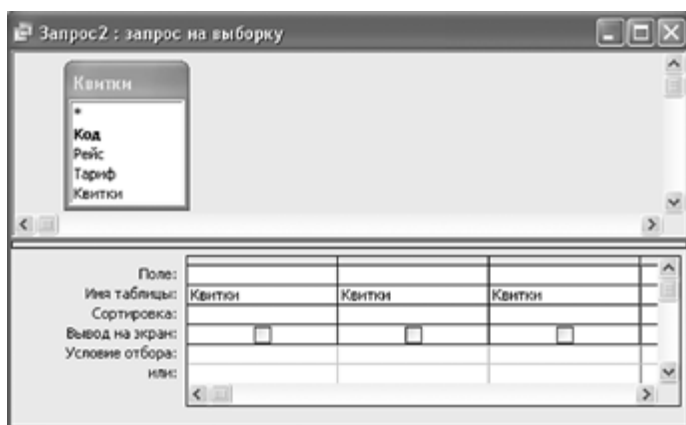 Запрос2 : запрос на выборку
Квитки
*
Код
Рейс
Тариф
Квитки
Поле:
Имя таблицы: Квитки Квитки Квитки
Сортировка:
Вывод на экран:
Условие отбора:
или: